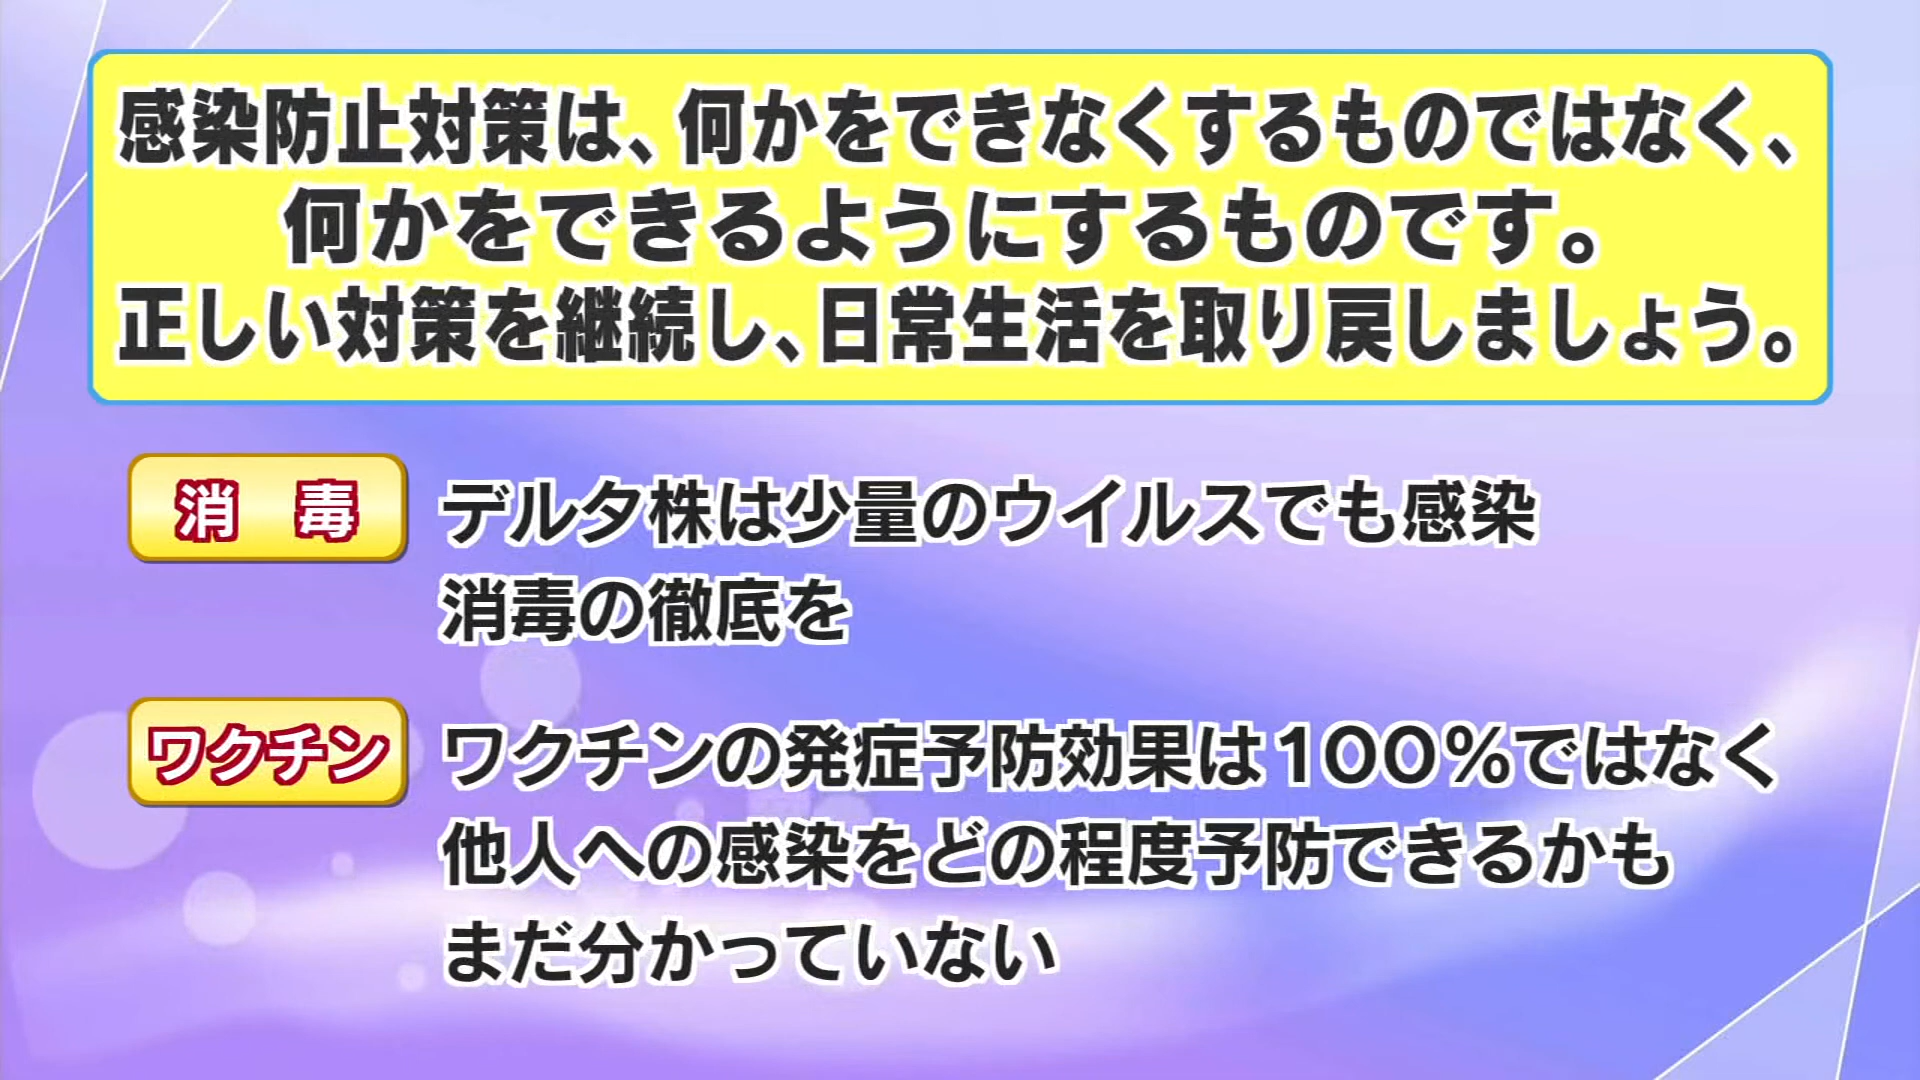 感染防止対策は、何かをできなくするものではなく、
何かをできるようにするものです。
正しい対策を継続し、日常生活を取り戻しましょう。
消　毒
デルタ株は少量のウイルスでも感染
消毒の徹底を
ワクチン
ワクチンの発症予防効果は100%ではなく
他人への感染をどの程度予防できるかも
まだ分かっていない